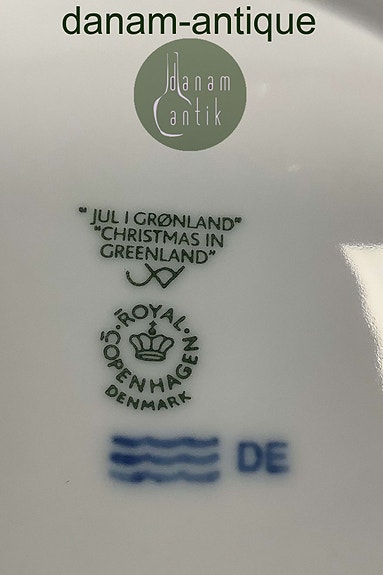 danam-antique
danam
antik
"JUL I GRØNLAND"
"CHRISTMAS IN
GREENLAND"
ROYAL
COPENHAGEN
DENMARK
DE